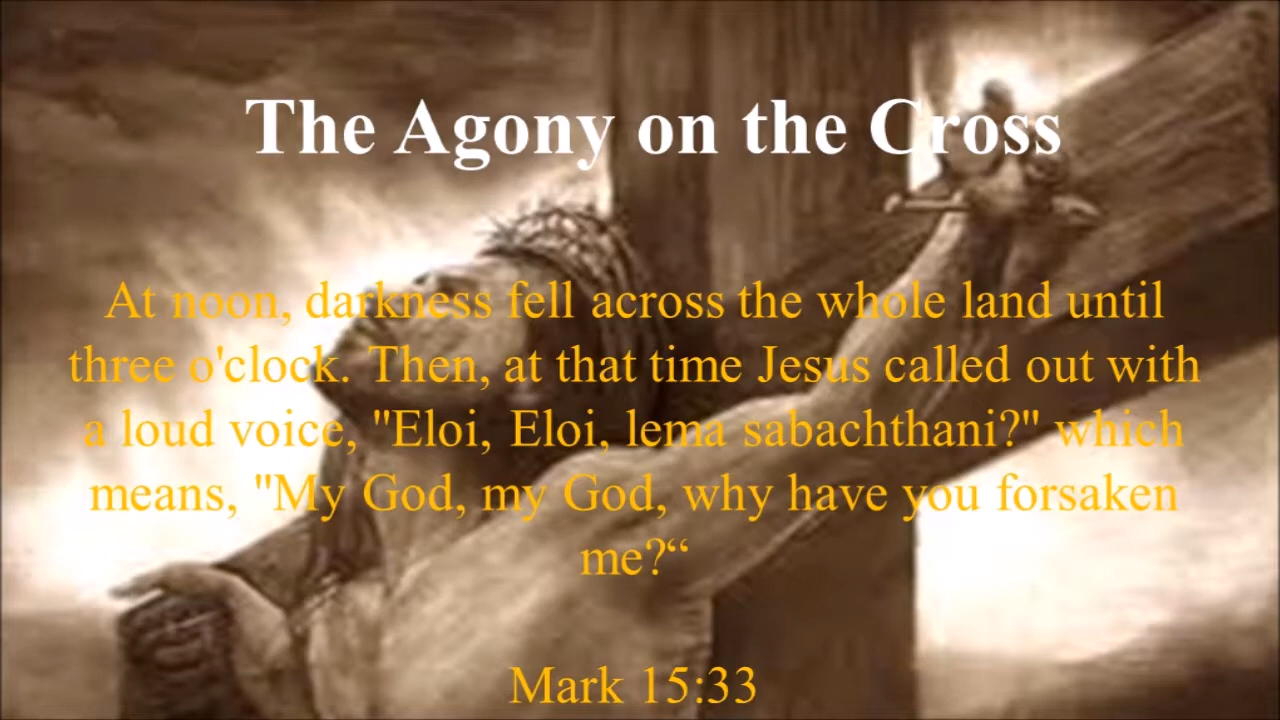 The Agony on the Cross
At noon, darkness fell across the whole land until
three o'clock. Then, at that time Jesus called out with
a loud voice, "Eloi, Eloi, lema sabachthani?" which
means, "My God, my God, why have you forsaken
me?“
Mark 15:33